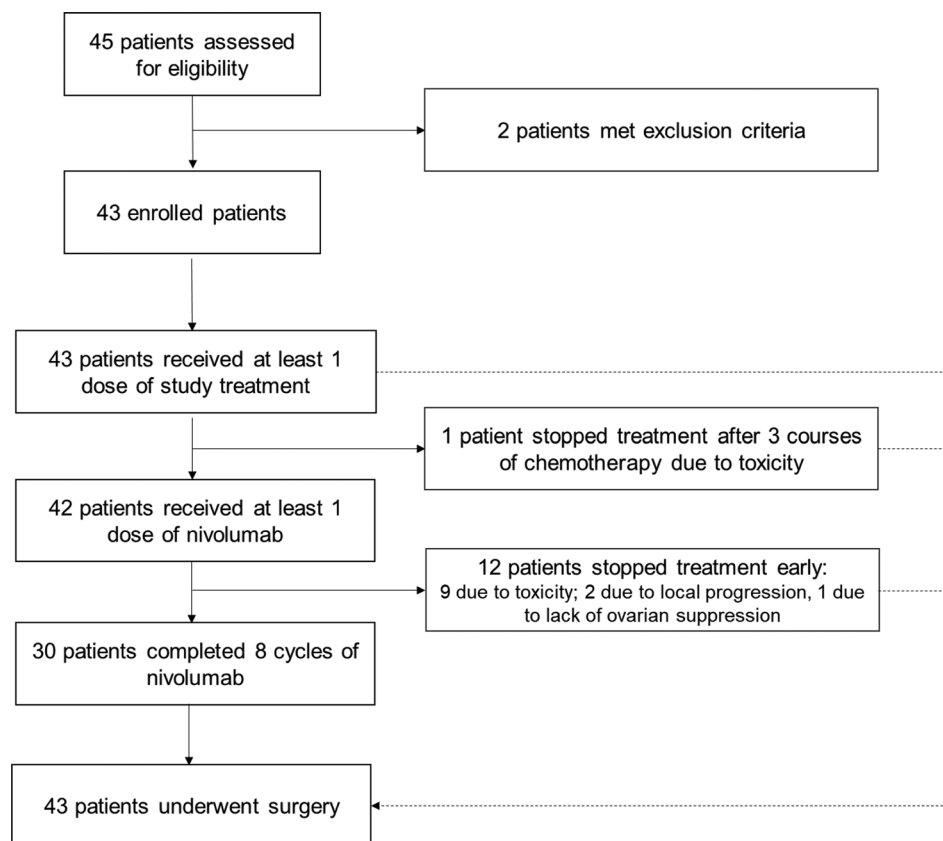 45 patients assessed
for eligibility
2 patients met exclusion criteria
43 enrolled patients
43 patients received at least 1
dose of study treatment
1 patient stopped treatment after 3 courses
of chemotherapy due to toxicity
42 patients received at least 1
dose of nivolumab
12 patients stopped treatment early:
9 due to toxicity; 2 due to local progression, 1 due
to lack of ovarian suppression
30 patients completed 8 cycles of
nivolumab
43 patients underwent surgery